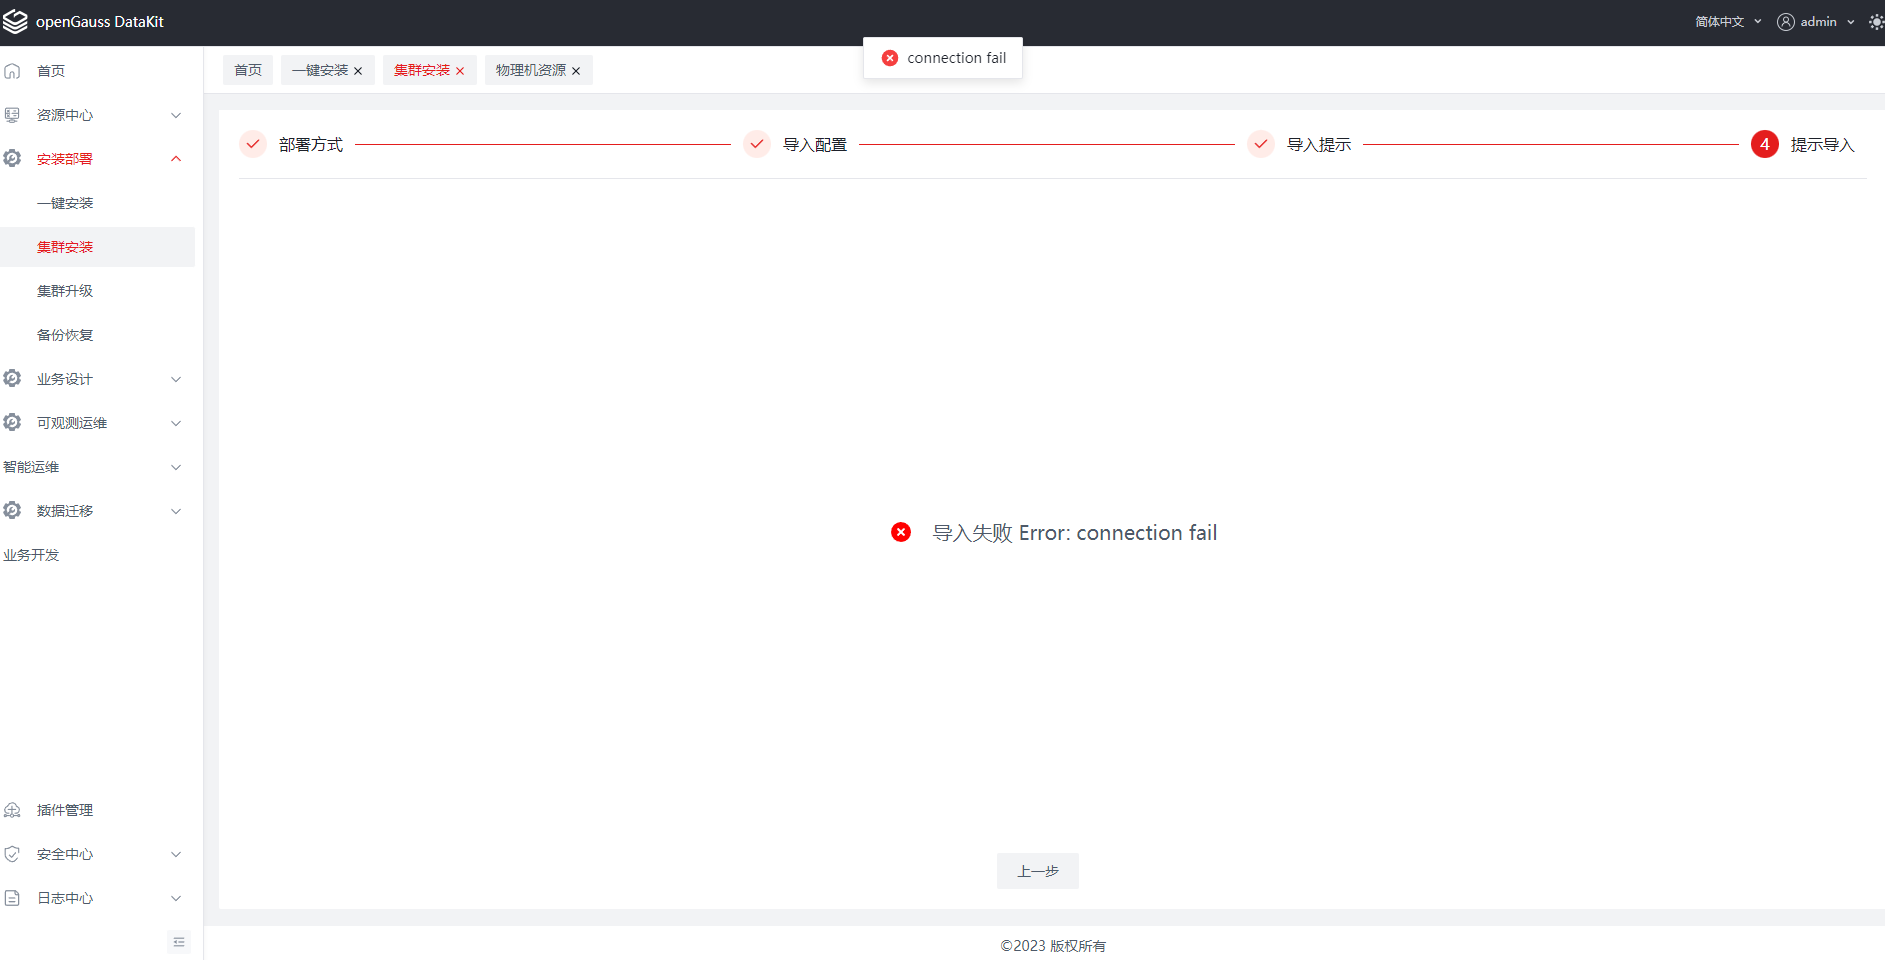 openGauss DataKit
简体中文
admin
connection fail
首页
一键安装
集群安装
物理机资源
首页
资源中心
安装部署
一键安装
集群安装
集群升级
备份恢复
业务设计
可观测运维
智能运维
数据迁移
业务开发
插件管理
安全中心
日志中心
部署方式
导入配置
导入提示
4 提示导入
导入失败 Error: connection fail
上一步
©2023 版权所有